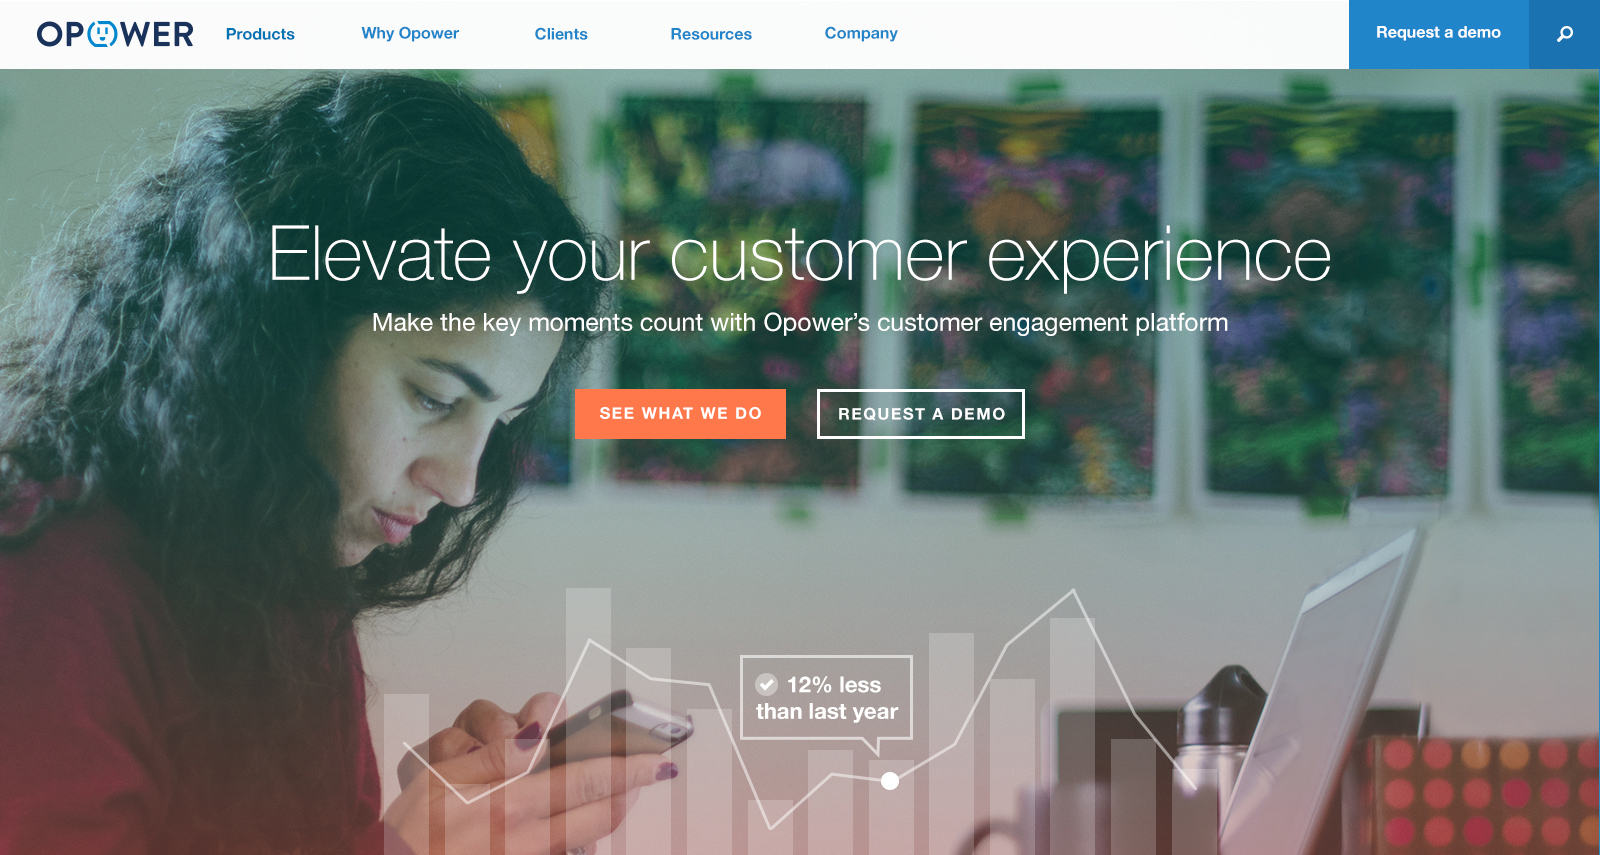 OPOWER
Products
Why Opower
Clients
Resources
Company
Request a demo
Elevate your customer experience
Make the key moments count with Opower’s customer engagement platform
SEE WHAT WE DO
REQUEST A DEMO
12% less
than last year